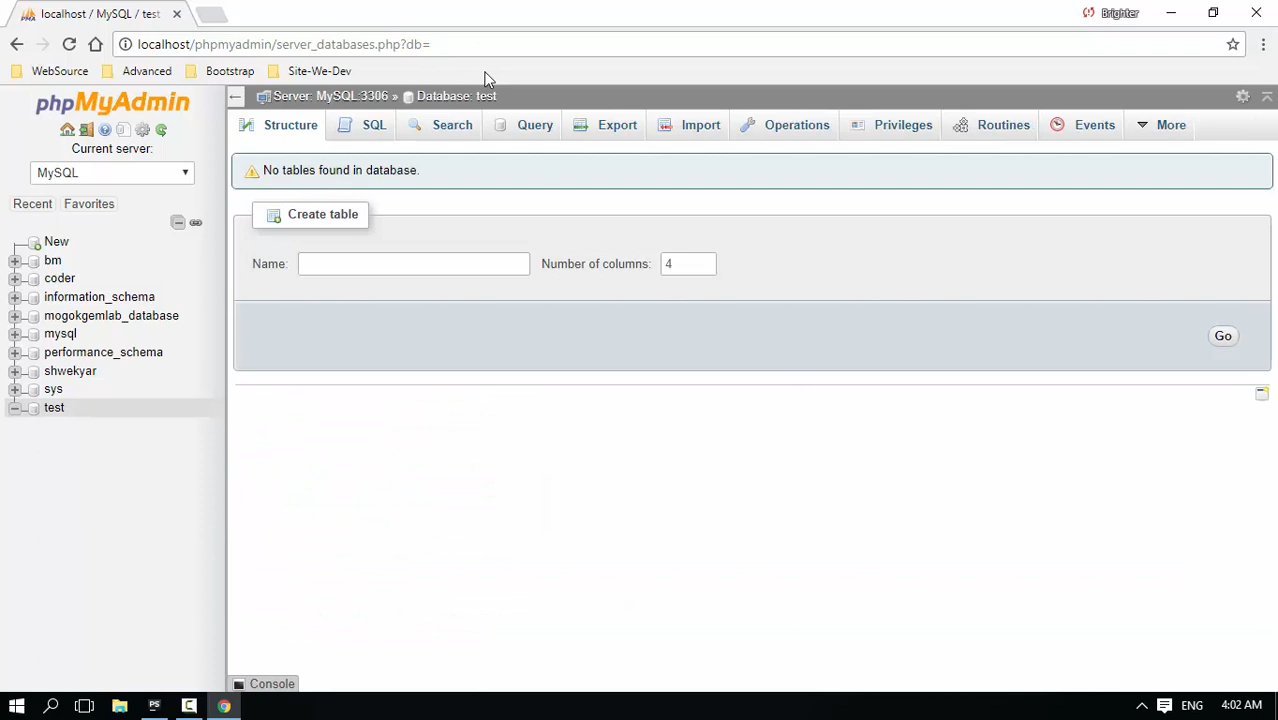 localhost / MySQL / test
Brighter
localhost/phpmyadmin/server_databases.php?db=
WebSource Advanced Bootstrap Site-We-Dev
phpMyAdmin
Current server:
MySQL
Recent Favorites
New
bm
coder
information_schema
mogokgemlab_database
mysql
performance_schema
shwekyar
sys
test
Server: MySQL:3306 » Database: test
Structure SQL Search Query Export Import Operations Privileges Routines Events More
No tables found in database.
Create table
Name: Number of columns: 4
Go
Console
PS
ENG 4:02 AM